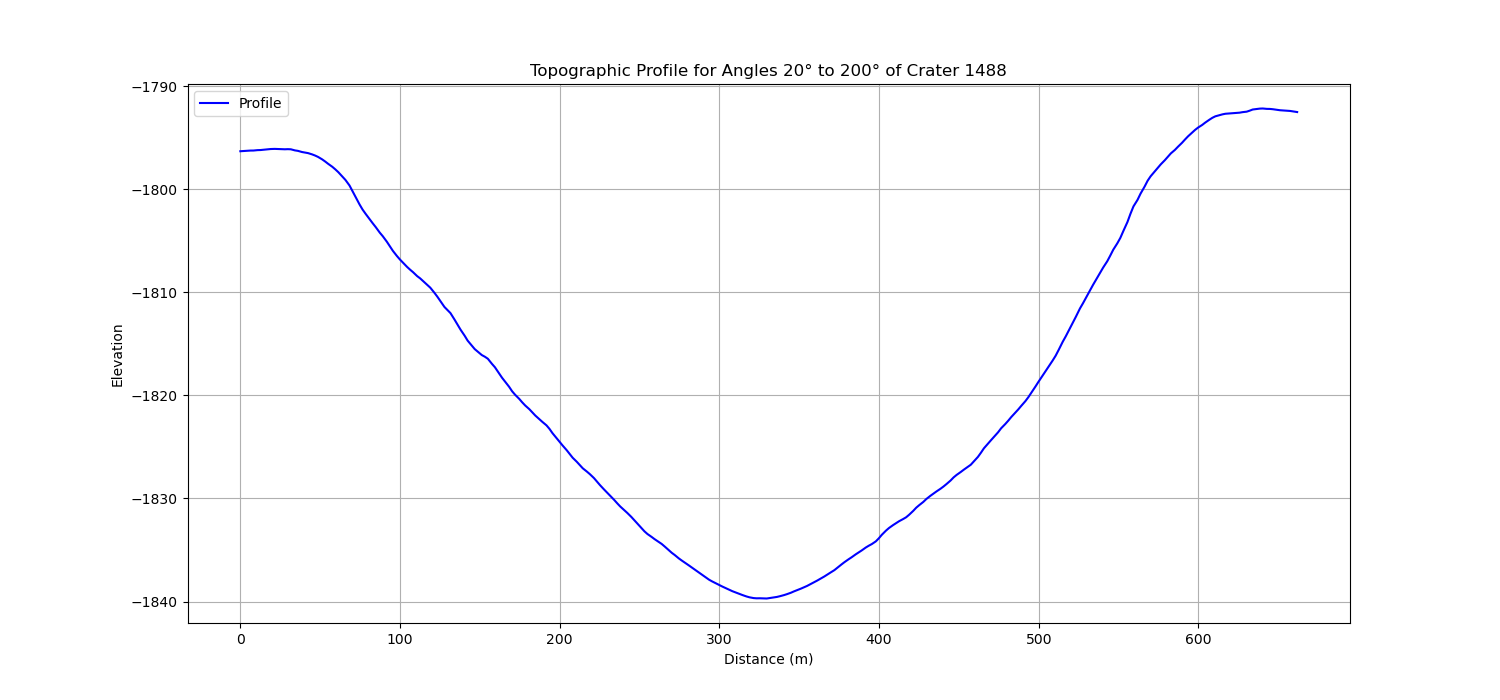 Topographic Profile for Angles 20° to 200° of Crater 1488
Profile
Elevation
−1790
−1800
−1810
−1820
−1830
−1840
0 100 200 300 400 500 600
Distance (m)